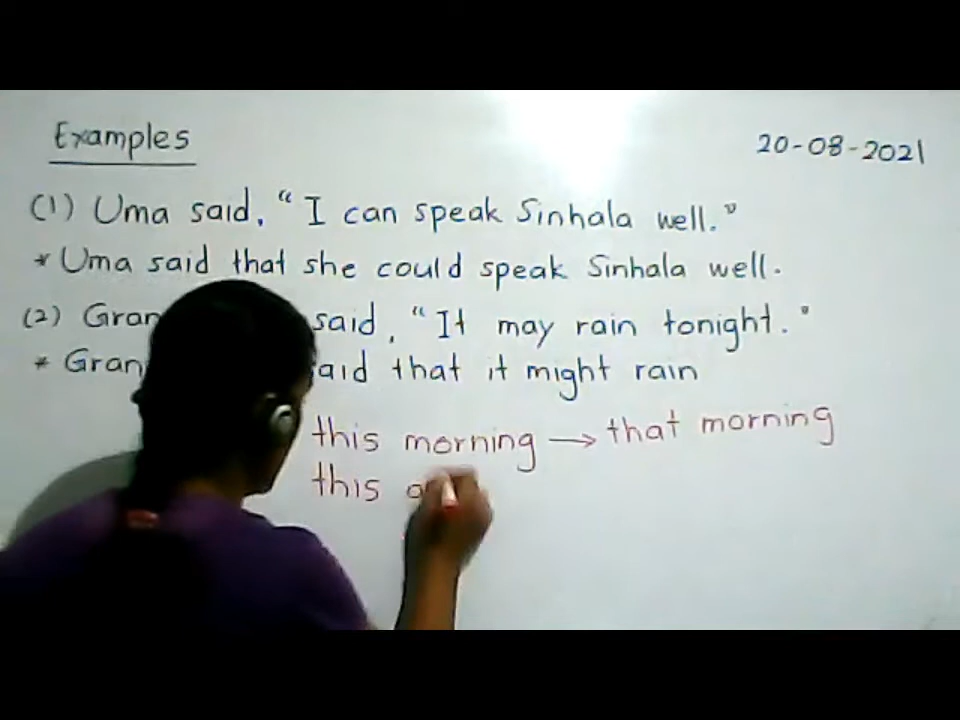 Examples
20-08-2021
(1) Uma said, "I can speak Sinhala well."
* Uma said that she could speak Sinhala well.
(2) Gran said, "It may rain tonight."
* Gran said that it might rain
this morning → that morning
this